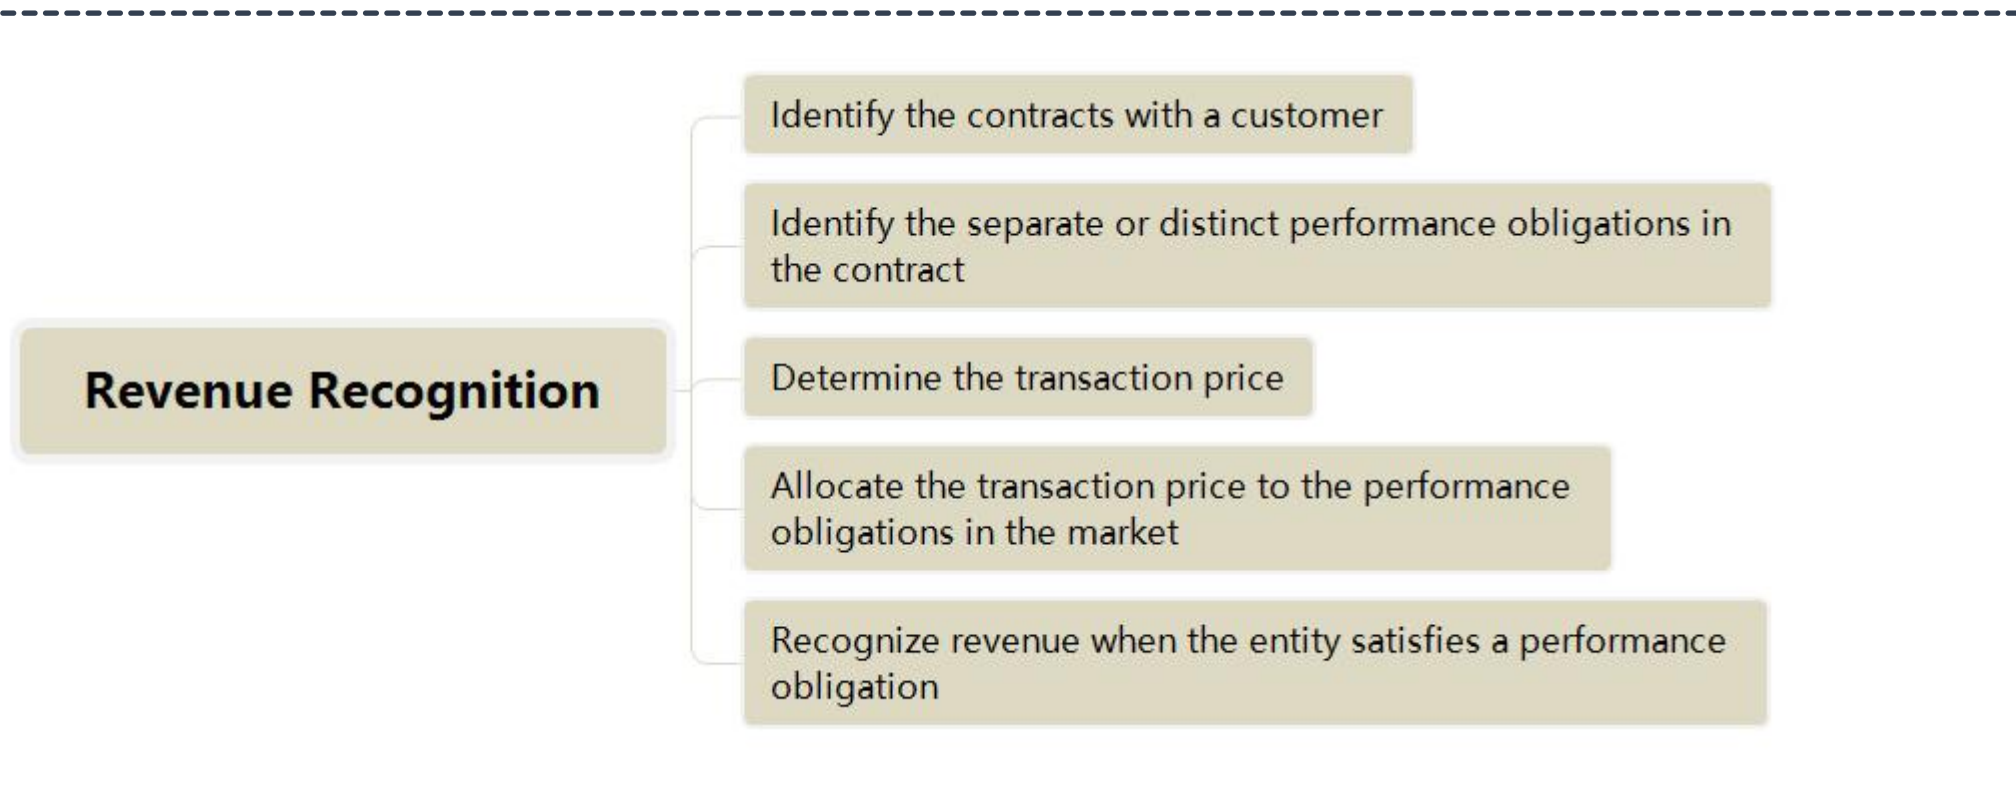 Identify the contracts with a customer
Identify the separate or distinct performance obligations in
the contract
Revenue Recognition
Determine the transaction price
Allocate the transaction price to the performance
obligations in the market
Recognize revenue when the entity satisfies a performance
obligation